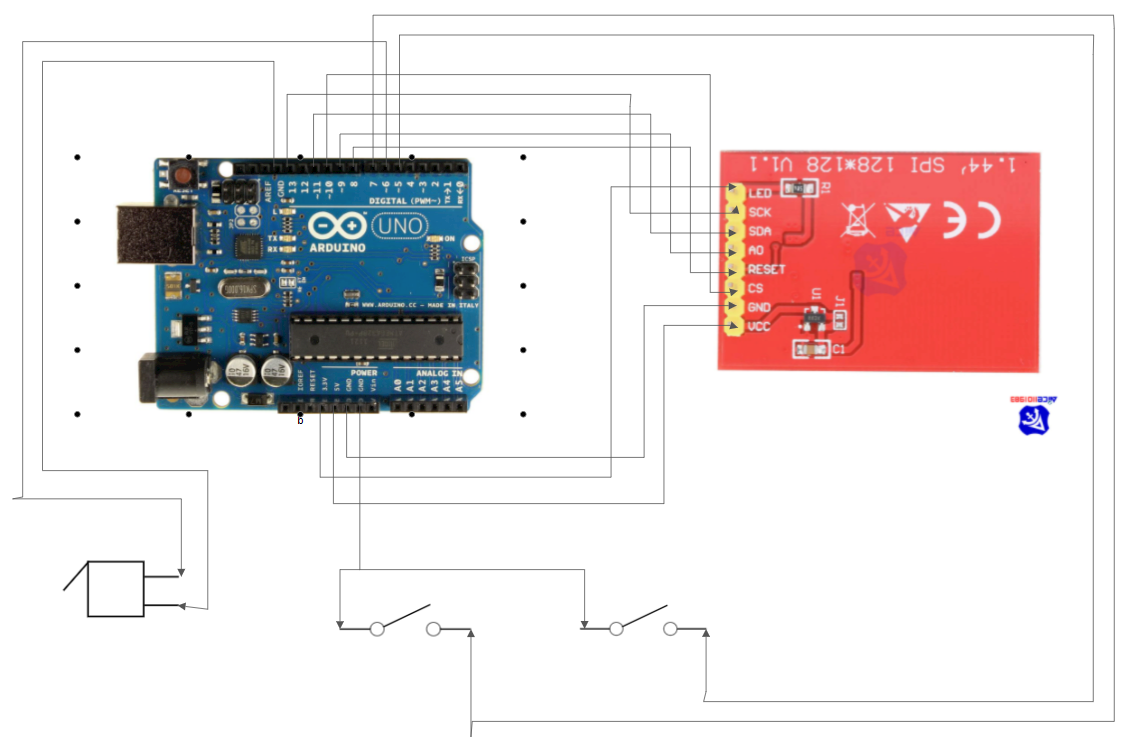 AREF
GND
13
12
~11
~10
~9
8
7
~6
~5
4
~3
2
TX→1
RX←0
RESET
DIGITAL (PWM~)
L
TX
RX
ARDUINO
UNO
ON
ICSP
WWW.ARDUINO.CC - MADE IN ITALY
POWER
ANALOG IN
IOREF
RESET
3.3V
5V
GND
GND
Vin
A0
A1
A2
A3
A4
A5
1.44' SPI 128*128 V1.1
R1
LED
SCK
SDA
A0
RESET
CS
GND
VCC
U1
J1
C1
CE